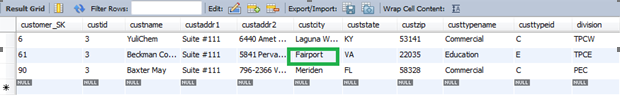 Result Grid Filter Rows: Edit: Export/Import: Wrap Cell Content:
customer_SK custid custname custaddr1 custaddr2 custcity custstate custzip custtypename custtypeid division
6 3 YuliChem Suite #111 6440 Amet ... Laguna W... KY 53141 Commercial C TPCW
61 3 Beckman Co... Suite #111 5841 Perva... Fairport VA 22035 Education E TPCE
90 3 Baxter May Suite #111 796-2366 V... Meriden FL 58328 Commercial C PEC
NULL NULL NULL NULL NULL NULL NULL NULL NULL NULL NULL